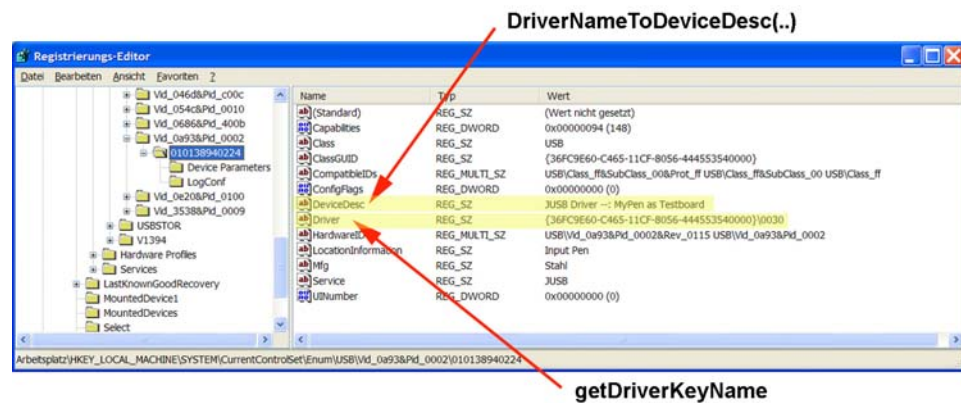 DriverNameToDeviceDesc(..)
Registrierungs-Editor
Datei Bearbeiten Ansicht Favoriten ?
Vid_046d&Pid_c00c
Vid_054c&Pid_0010
Vid_0686&Pid_400b
Vid_0a93&Pid_0002
010138940224
Device Parameters
LogConf
Vid_0e20&Pid_0100
Vid_3538&Pid_0009
USBSTOR
V1394
Hardware Profiles
Services
LastKnownGoodRecovery
MountedDevice1
MountedDevices
Select
Name Typ Wert
(Standard) REG_SZ (Wert nicht gesetzt)
Capabilities REG_DWORD 0x00000094 (148)
Class REG_SZ USB
ClassGUID REG_SZ {36FC9E60-C465-11CF-8056-444553540000}
CompatibleIDs REG_MULTI_SZ USB\Class_ff&SubClass_00&Prot_ff USB\Class_ff&SubClass_00 USB\Class_ff
ConfigFlags REG_DWORD 0x00000000 (0)
DeviceDesc REG_SZ JUSB Driver --: MyPen as Testboard
Driver REG_SZ {36FC9E60-C465-11CF-8056-444553540000}\0030
HardwareID REG_MULTI_SZ USB\Vid_0a93&Pid_0002&Rev_0115 USB\Vid_0a93&Pid_0002
LocationInformation REG_SZ Input Pen
Mfg REG_SZ Stahl
Service REG_SZ JUSB
UINumber REG_DWORD 0x00000000 (0)
Arbeitsplatz\HKEY_LOCAL_MACHINE\SYSTEM\CurrentControlSet\Enum\USB\Vid_0a93&Pid_0002\010138940224
getDriverKeyName